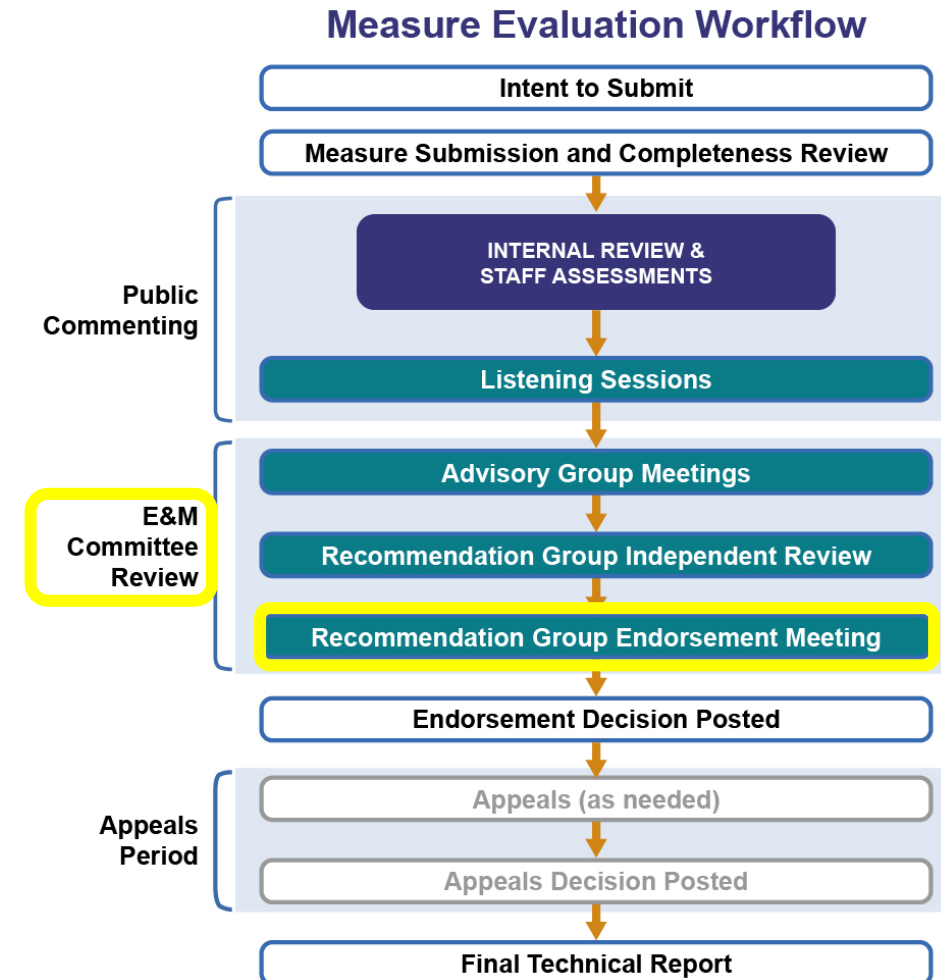 Measure Evaluation Workflow
Intent to Submit
Measure Submission and Completeness Review
Public
Commenting
INTERNAL REVIEW &
STAFF ASSESSMENTS
Listening Sessions
E&M
Committee
Review
Advisory Group Meetings
Recommendation Group Independent Review
Recommendation Group Endorsement Meeting
Endorsement Decision Posted
Appeals
Period
Appeals (as needed)
Appeals Decision Posted
Final Technical Report